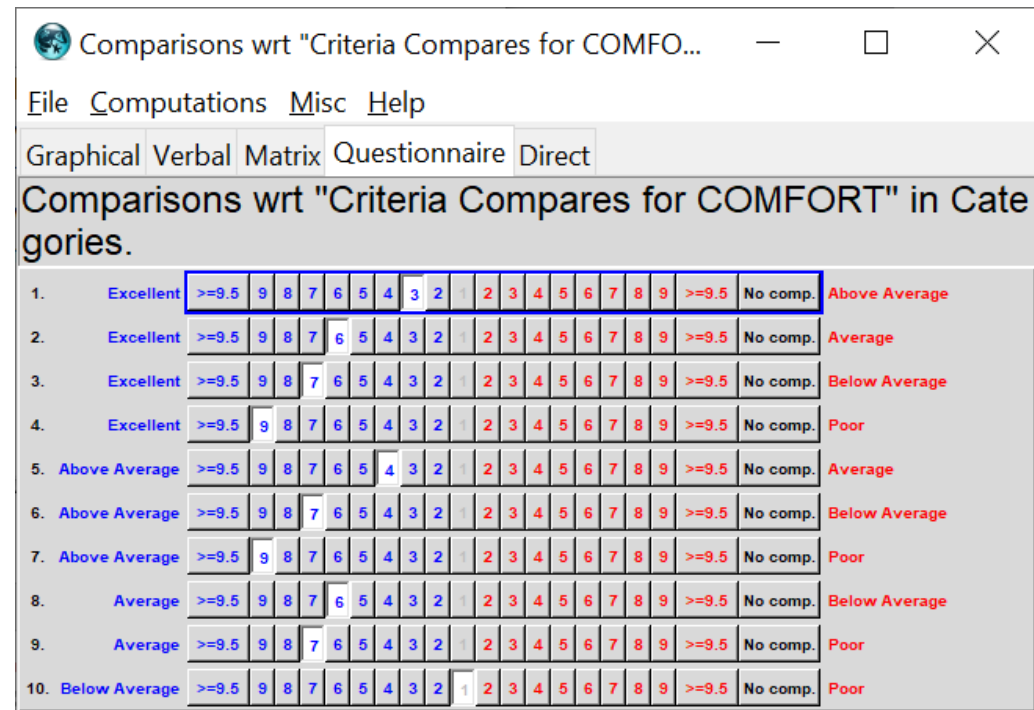 Comparisons wrt "Criteria Compares for COMFO...
File Computations Misc Help
Graphical Verbal Matrix Questionnaire Direct
Comparisons wrt "Criteria Compares for COMFORT" in Cate
gories.
1. Excellent >=9.5 9 8 7 6 5 4 3 2 1 2 3 4 5 6 7 8 9 >=9.5 No comp. Above Average
2. Excellent >=9.5 9 8 7 6 5 4 3 2 1 2 3 4 5 6 7 8 9 >=9.5 No comp. Average
3. Excellent >=9.5 9 8 7 6 5 4 3 2 1 2 3 4 5 6 7 8 9 >=9.5 No comp. Below Average
4. Excellent >=9.5 9 8 7 6 5 4 3 2 1 2 3 4 5 6 7 8 9 >=9.5 No comp. Poor
5. Above Average >=9.5 9 8 7 6 5 4 3 2 1 2 3 4 5 6 7 8 9 >=9.5 No comp. Average
6. Above Average >=9.5 9 8 7 6 5 4 3 2 1 2 3 4 5 6 7 8 9 >=9.5 No comp. Below Average
7. Above Average >=9.5 9 8 7 6 5 4 3 2 1 2 3 4 5 6 7 8 9 >=9.5 No comp. Poor
8. Average >=9.5 9 8 7 6 5 4 3 2 1 2 3 4 5 6 7 8 9 >=9.5 No comp. Below Average
9. Average >=9.5 9 8 7 6 5 4 3 2 1 2 3 4 5 6 7 8 9 >=9.5 No comp. Poor
10. Below Average >=9.5 9 8 7 6 5 4 3 2 1 2 3 4 5 6 7 8 9 >=9.5 No comp. Poor